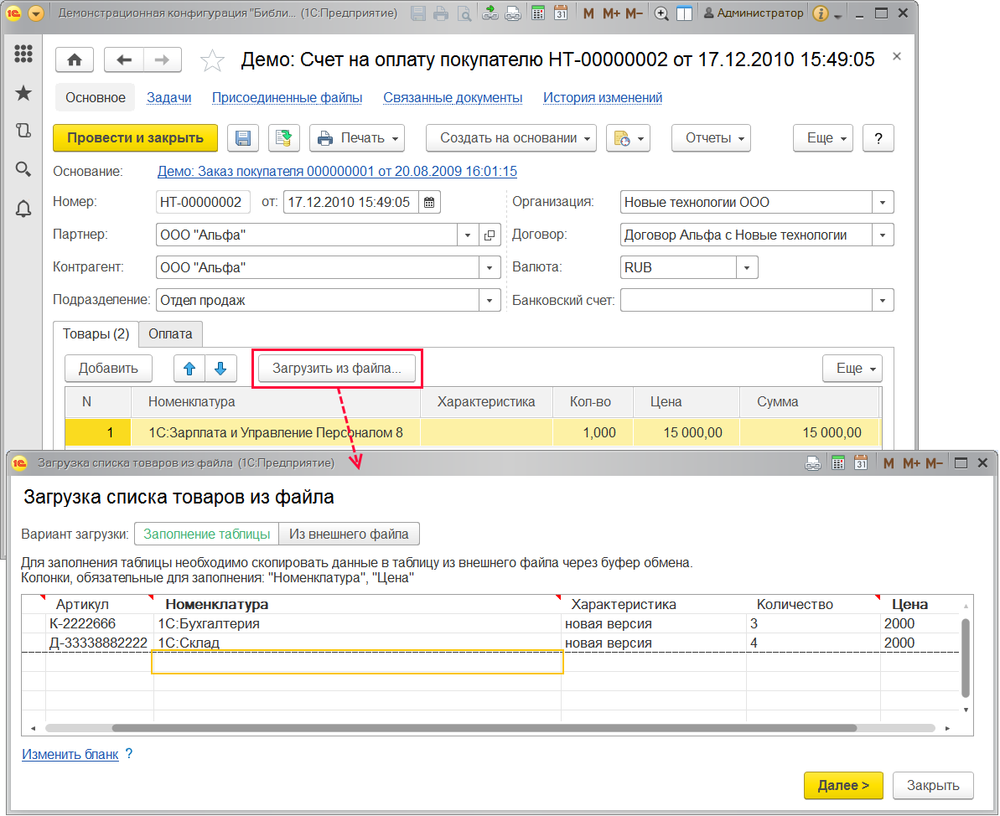 Демонстрационная конфигурация "Библи... (1С:Предприятие) 31 M M+ M− Администратор
Демо: Счет на оплату покупателю НТ-00000002 от 17.12.2010 15:49:05
Основное Задачи Присоединенные файлы Связанные документы История изменений
Провести и закрыть Печать Создать на основании Отчеты Еще ?
Основание: Демо: Заказ покупателя 000000001 от 20.08.2009 16:01:15
Номер: НТ-00000002 от: 17.12.2010 15:49:05 Организация: Новые технологии ООО
Партнер: ООО "Альфа" Договор: Договор Альфа с Новые технологии
Контрагент: ООО "Альфа" Валюта: RUB
Подразделение: Отдел продаж Банковский счет:
Товары (2) Оплата
Добавить Загрузить из файла... Еще
N Номенклатура Характеристика Кол-во Цена Сумма
1 1С:Зарплата и Управление Персоналом 8 1,000 15 000,00 15 000,00
1С Загрузка списка товаров из файла (1С:Предприятие) 31 M M+ M−
Загрузка списка товаров из файла
Вариант загрузки: Заполнение таблицы Из внешнего файла
Для заполнения таблицы необходимо скопировать данные в таблицу из внешнего файла через буфер обмена.
Колонки, обязательные для заполнения: "Номенклатура", "Цена"
Артикул Номенклатура Характеристика Количество Цена
К-2222666 1С:Бухгалтерия новая версия 3 2000
Д-33338882222 1С:Склад новая версия 4 2000
Изменить бланк ?
Далее > Закрыть